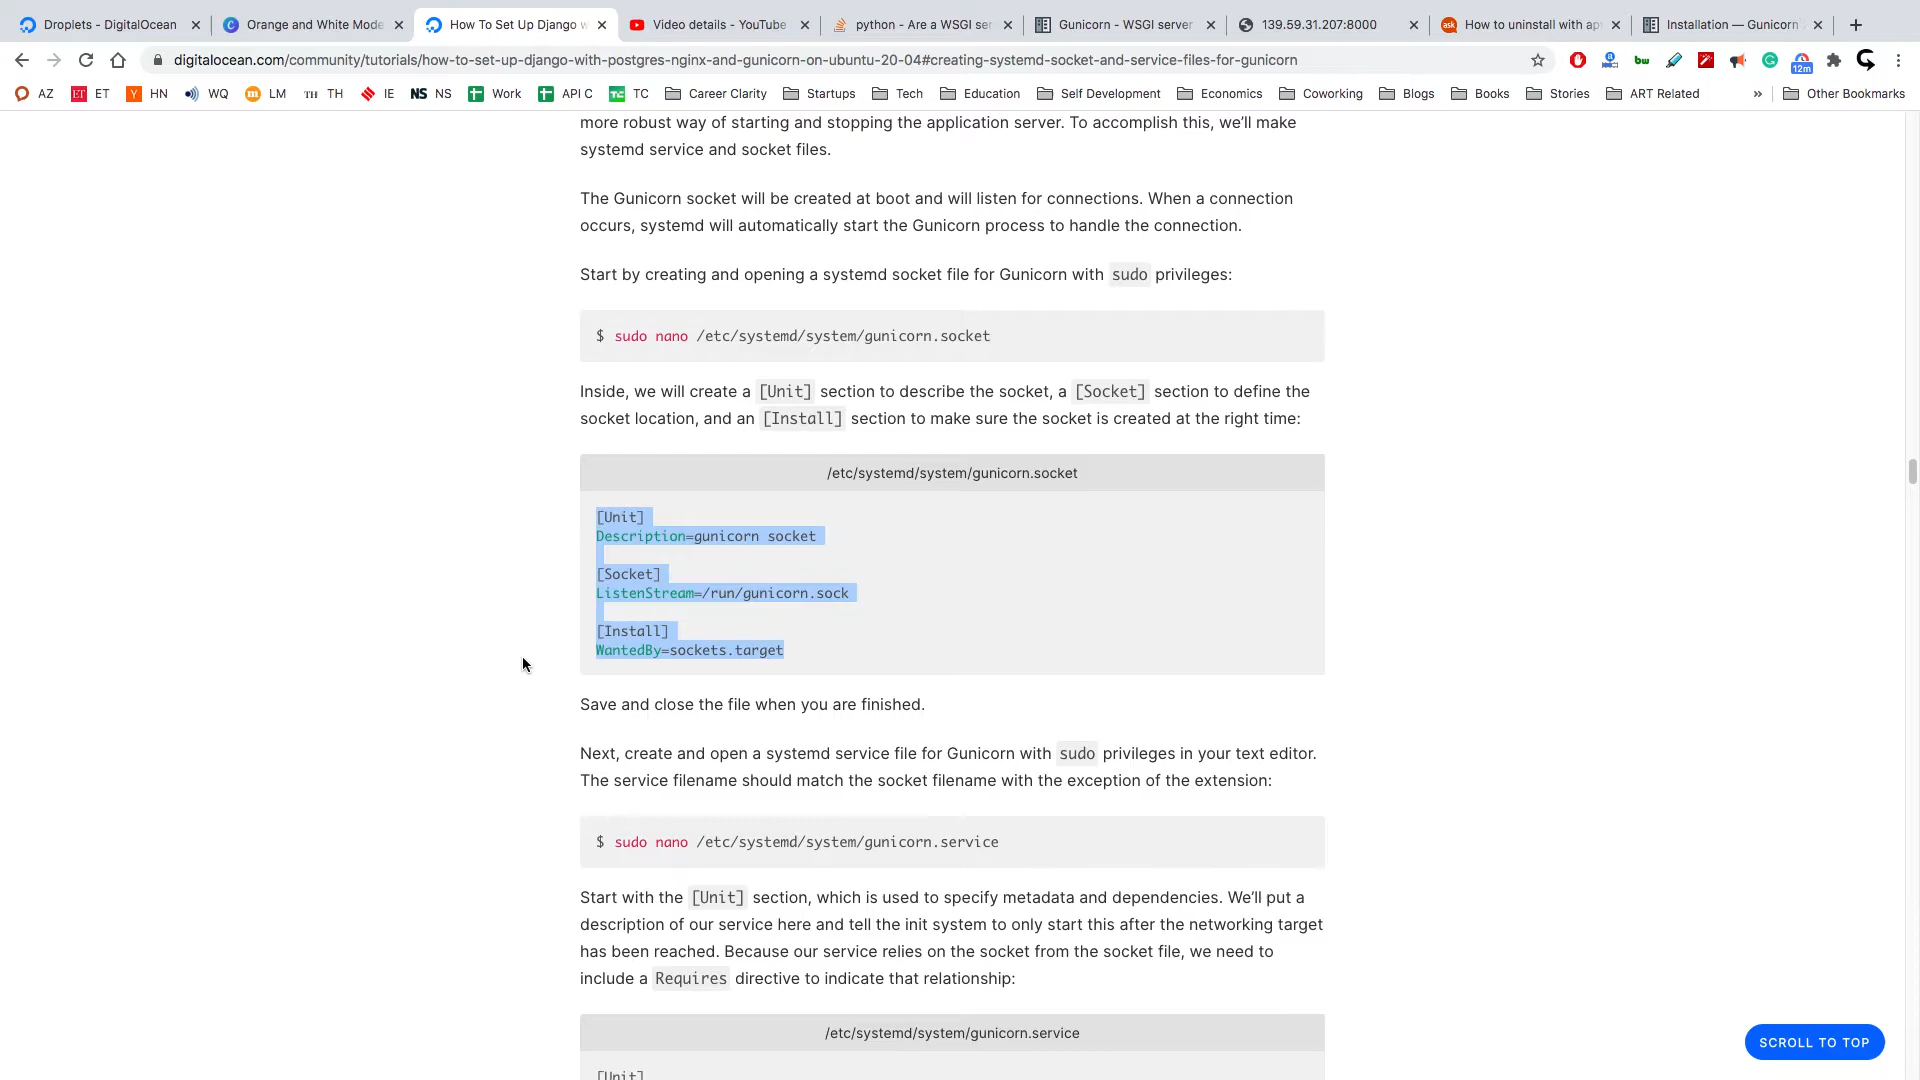 Droplets - DigitalOcean
Orange and White Mode
How To Set Up Django w
Video details - YouTube
python - Are a WSGI ser
Gunicorn - WSGI server
139.59.31.207:8000
How to uninstall with ap
Installation — Gunicorn
digitalocean.com/community/tutorials/how-to-set-up-django-with-postgres-nginx-and-gunicorn-on-ubuntu-20-04#creating-systemd-socket-and-service-files-for-gunicorn
bw
12m
AZ
ET ET
Y HN
WQ
m LM
TH TH
IE
NS NS
Work
API C
TC
Career Clarity
Startups
Tech
Education
Self Development
Economics
Coworking
Blogs
Books
Stories
ART Related
»
Other Bookmarks
more robust way of starting and stopping the application server. To accomplish this, we’ll make
systemd service and socket files.
The Gunicorn socket will be created at boot and will listen for connections. When a connection
occurs, systemd will automatically start the Gunicorn process to handle the connection.
Start by creating and opening a systemd socket file for Gunicorn with sudo privileges:
$ sudo nano /etc/systemd/system/gunicorn.socket
Inside, we will create a [Unit] section to describe the socket, a [Socket] section to define the
socket location, and an [Install] section to make sure the socket is created at the right time:
/etc/systemd/system/gunicorn.socket
[Unit]
Description=gunicorn socket
[Socket]
ListenStream=/run/gunicorn.sock
[Install]
WantedBy=sockets.target
Save and close the file when you are finished.
Next, create and open a systemd service file for Gunicorn with sudo privileges in your text editor.
The service filename should match the socket filename with the exception of the extension:
$ sudo nano /etc/systemd/system/gunicorn.service
Start with the [Unit] section, which is used to specify metadata and dependencies. We’ll put a
description of our service here and tell the init system to only start this after the networking target
has been reached. Because our service relies on the socket from the socket file, we need to
include a Requires directive to indicate that relationship:
/etc/systemd/system/gunicorn.service
[Unit]
SCROLL TO TOP